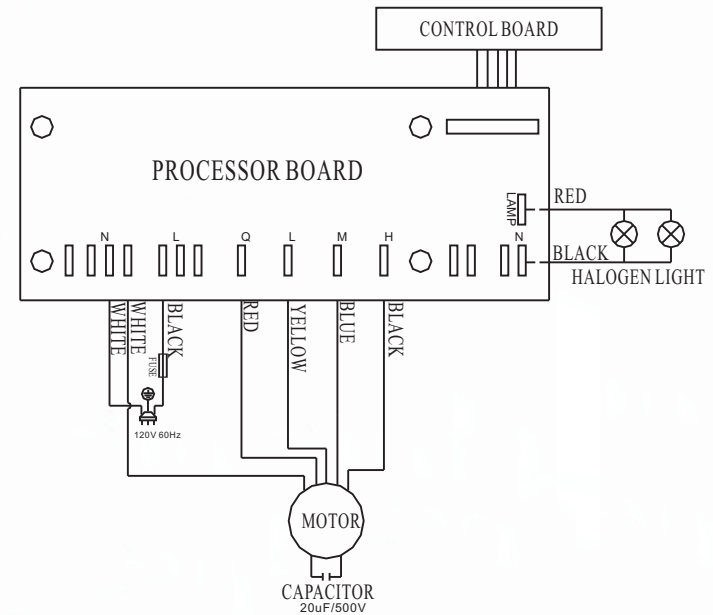 CONTROL BOARD
PROCESSOR BOARD
LAMP
RED
N
L
Q
L
M
H
N
BLACK
HALOGEN LIGHT
WHITE
WHITE
BLACK
RED
YELLOW
BLUE
BLACK
FUSE
120V 60Hz
MOTOR
CAPACITOR
20uF/500V